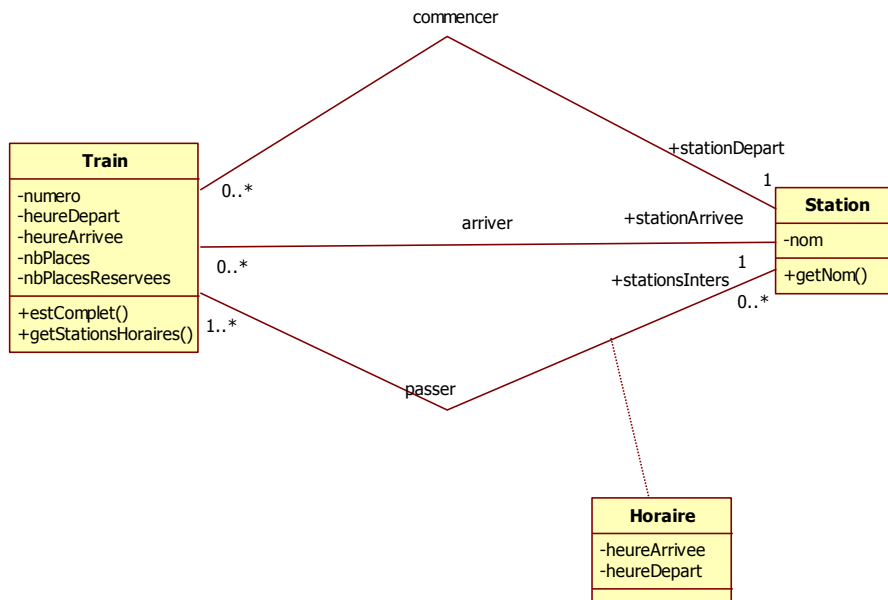 commencer
+stationDepart
1
0..*
Train
-numero
-heureDepart
-heureArrivee
-nbPlaces
-nbPlacesReservees
+estComplet()
+getStationsHoraires()
arriver
+stationArrivee
0..*
1
Station
-nom
+getNom()
+stationsInters
0..*
1..*
passer
Horaire
-heureArrivee
-heureDepart